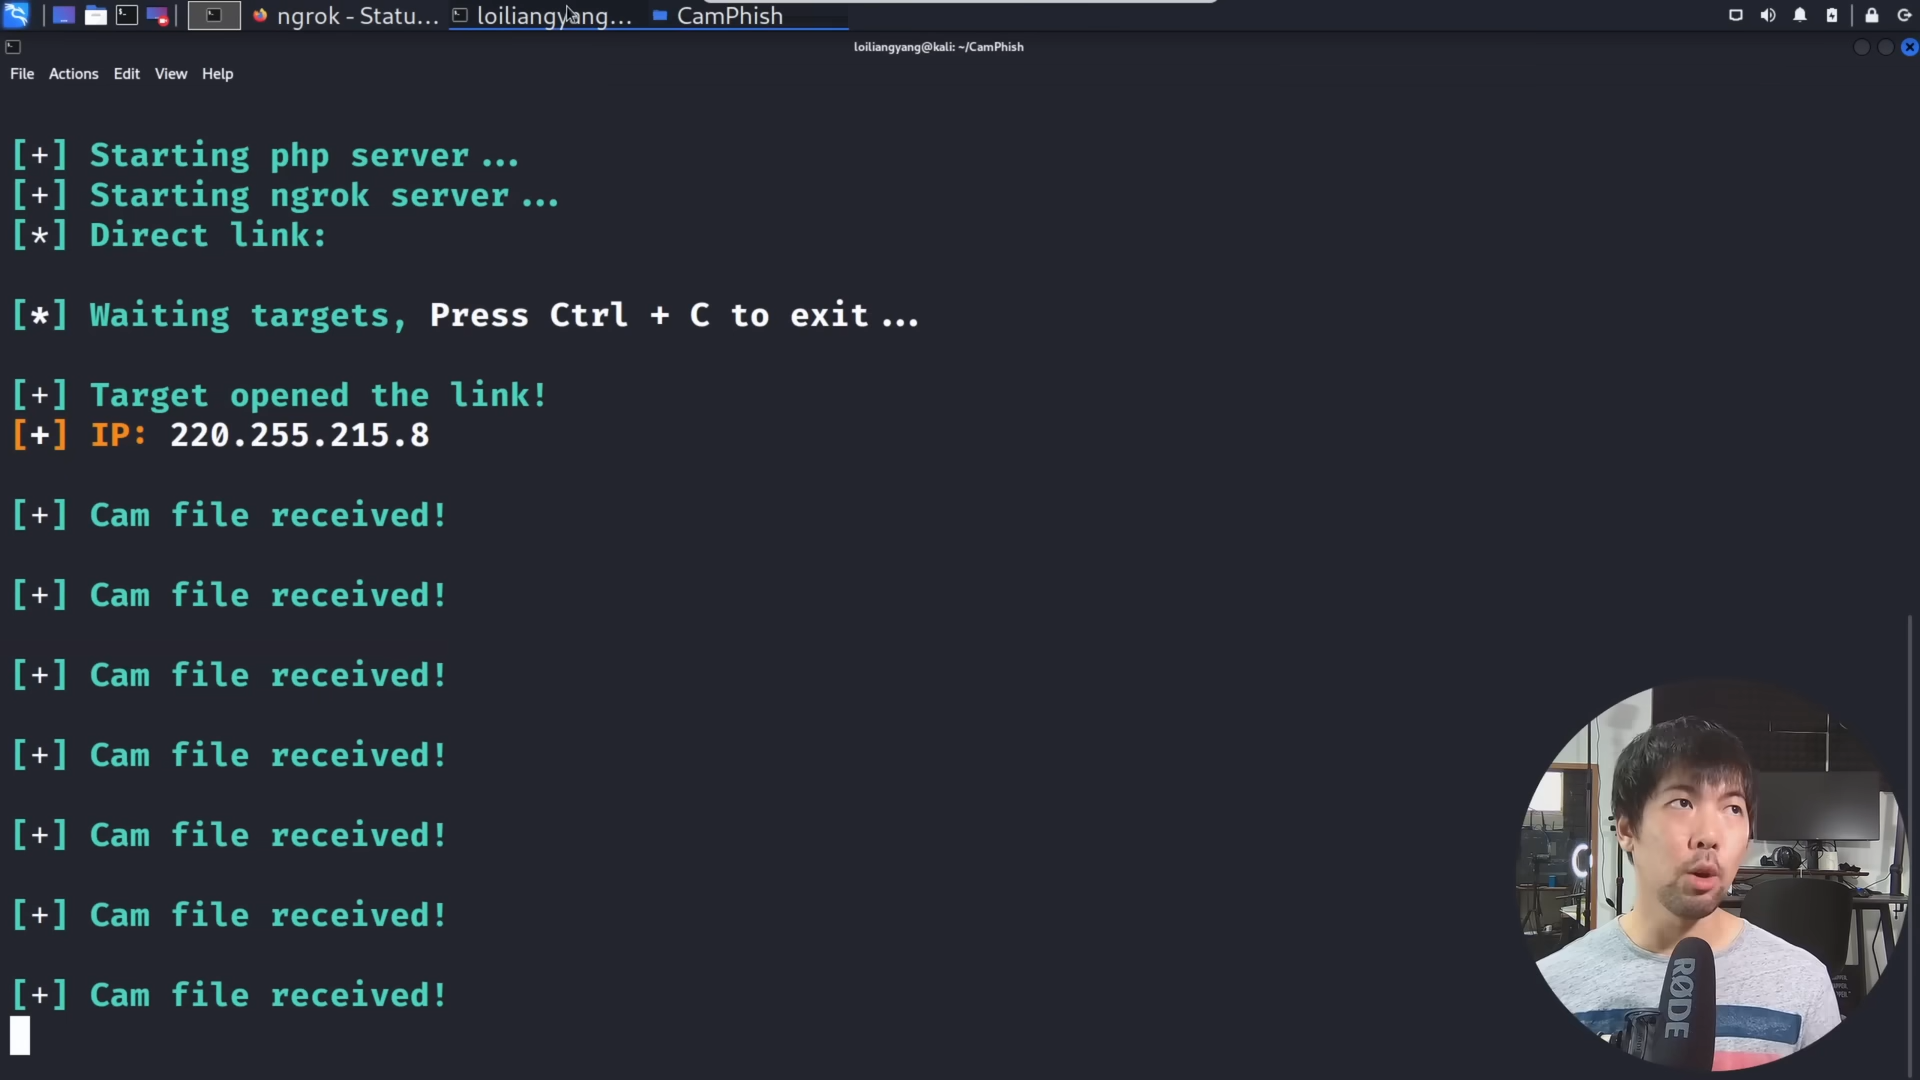 ngrok - Statu...
loiliangyang...
CamPhish
loiliangyang@kali: ~/CamPhish
File Actions Edit View Help
[+] Starting php server...
[+] Starting ngrok server...
[*] Direct link:
[*] Waiting targets, Press Ctrl + C to exit...
[+] Target opened the link!
[+] IP: 220.255.215.8
[+] Cam file received!
[+] Cam file received!
[+] Cam file received!
[+] Cam file received!
[+] Cam file received!
[+] Cam file received!
[+] Cam file received!
RØDE